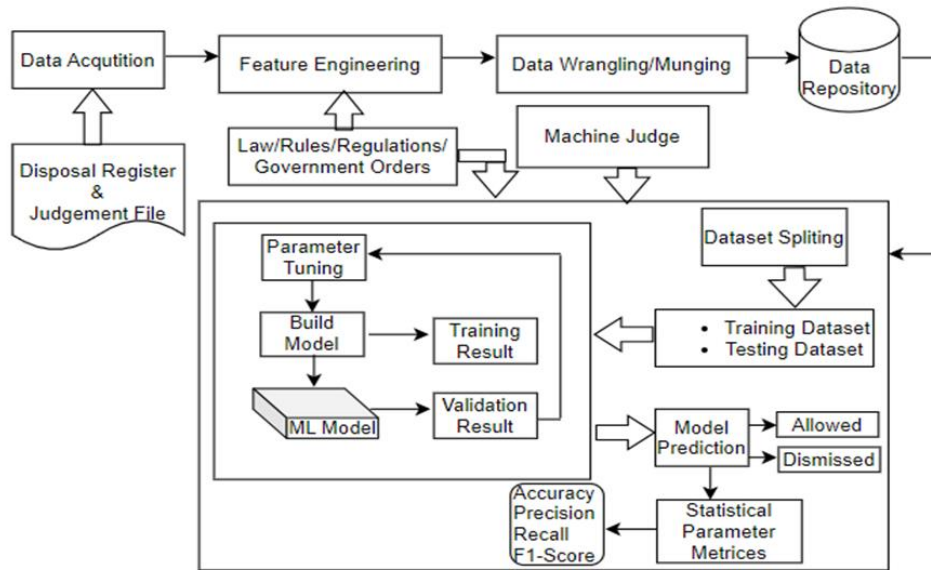 Data Acqutition
Feature Engineering
Data Wrangling/Munging
Data
Repository
Law/Rules/Regulations/
Government Orders
Machine Judge
Disposal Register
&
Judgement File
Parameter
Tuning
Dataset Spliting
Build
Model
Training
Result
• Training Dataset
• Testing Dataset
ML Model
Validation
Result
Model
Prediction
Allowed
Dismissed
Accuracy
Precision
Recall
F1-Score
Statistical
Parameter
Metrices